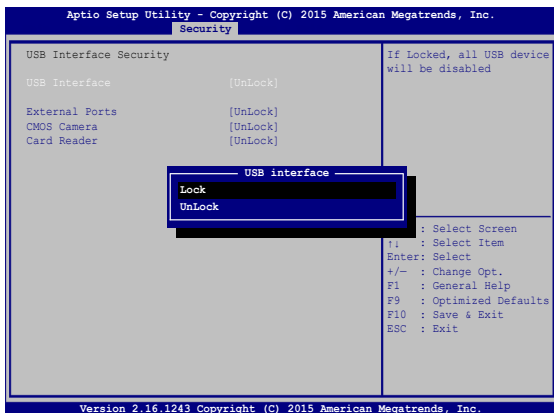 Aptio Setup Utility - Copyright (C) 2015 American Megatrends, Inc.
Security
USB Interface Security
USB Interface [UnLock]
External Ports [UnLock]
CMOS Camera [UnLock]
Card Reader [UnLock]
USB interface
Lock
UnLock
If Locked, all USB device
will be disabled
: Select Screen
↑↓ : Select Item
Enter: Select
+/— : Change Opt.
F1 : General Help
F9 : Optimized Defaults
F10 : Save & Exit
ESC : Exit
Version 2.16.1243 Copyright (C) 2015 American Megatrends, Inc.